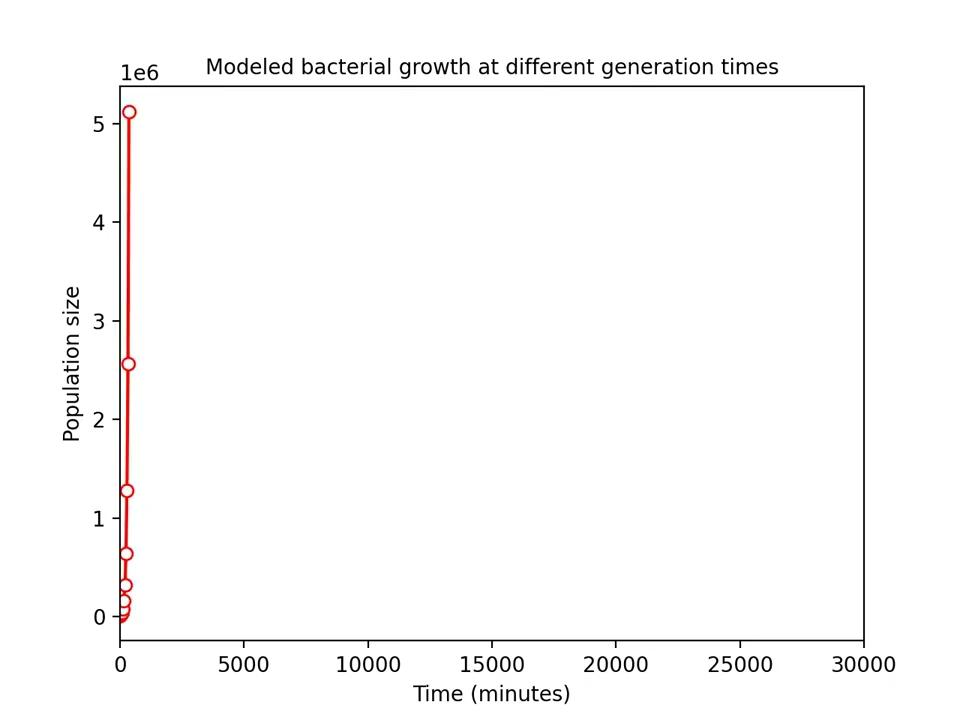 Modeled bacterial growth at different generation times
1e6
5
4
3
2
1
0
Population size
0 5000 10000 15000 20000 25000 30000
Time (minutes)